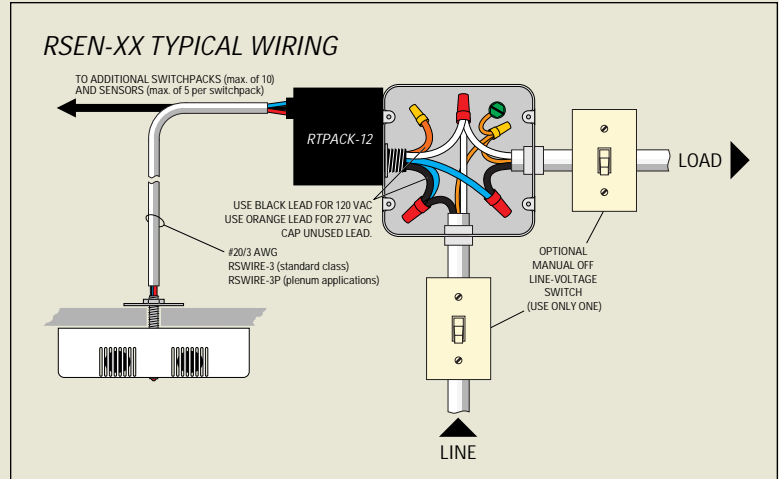 RSEN-XX TYPICAL WIRING
TO ADDITIONAL SWITCHPACKS (max. of 10)
AND SENSORS (max. of 5 per switchpack)
RTPACK-12
LOAD
USE BLACK LEAD FOR 120 VAC
USE ORANGE LEAD FOR 277 VAC
CAP UNUSED LEAD.
#20/3 AWG
RSWIRE-3 (standard class)
RSWIRE-3P (plenum applications)
OPTIONAL
MANUAL OFF
LINE-VOLTAGE
SWITCH
(USE ONLY ONE)
LINE